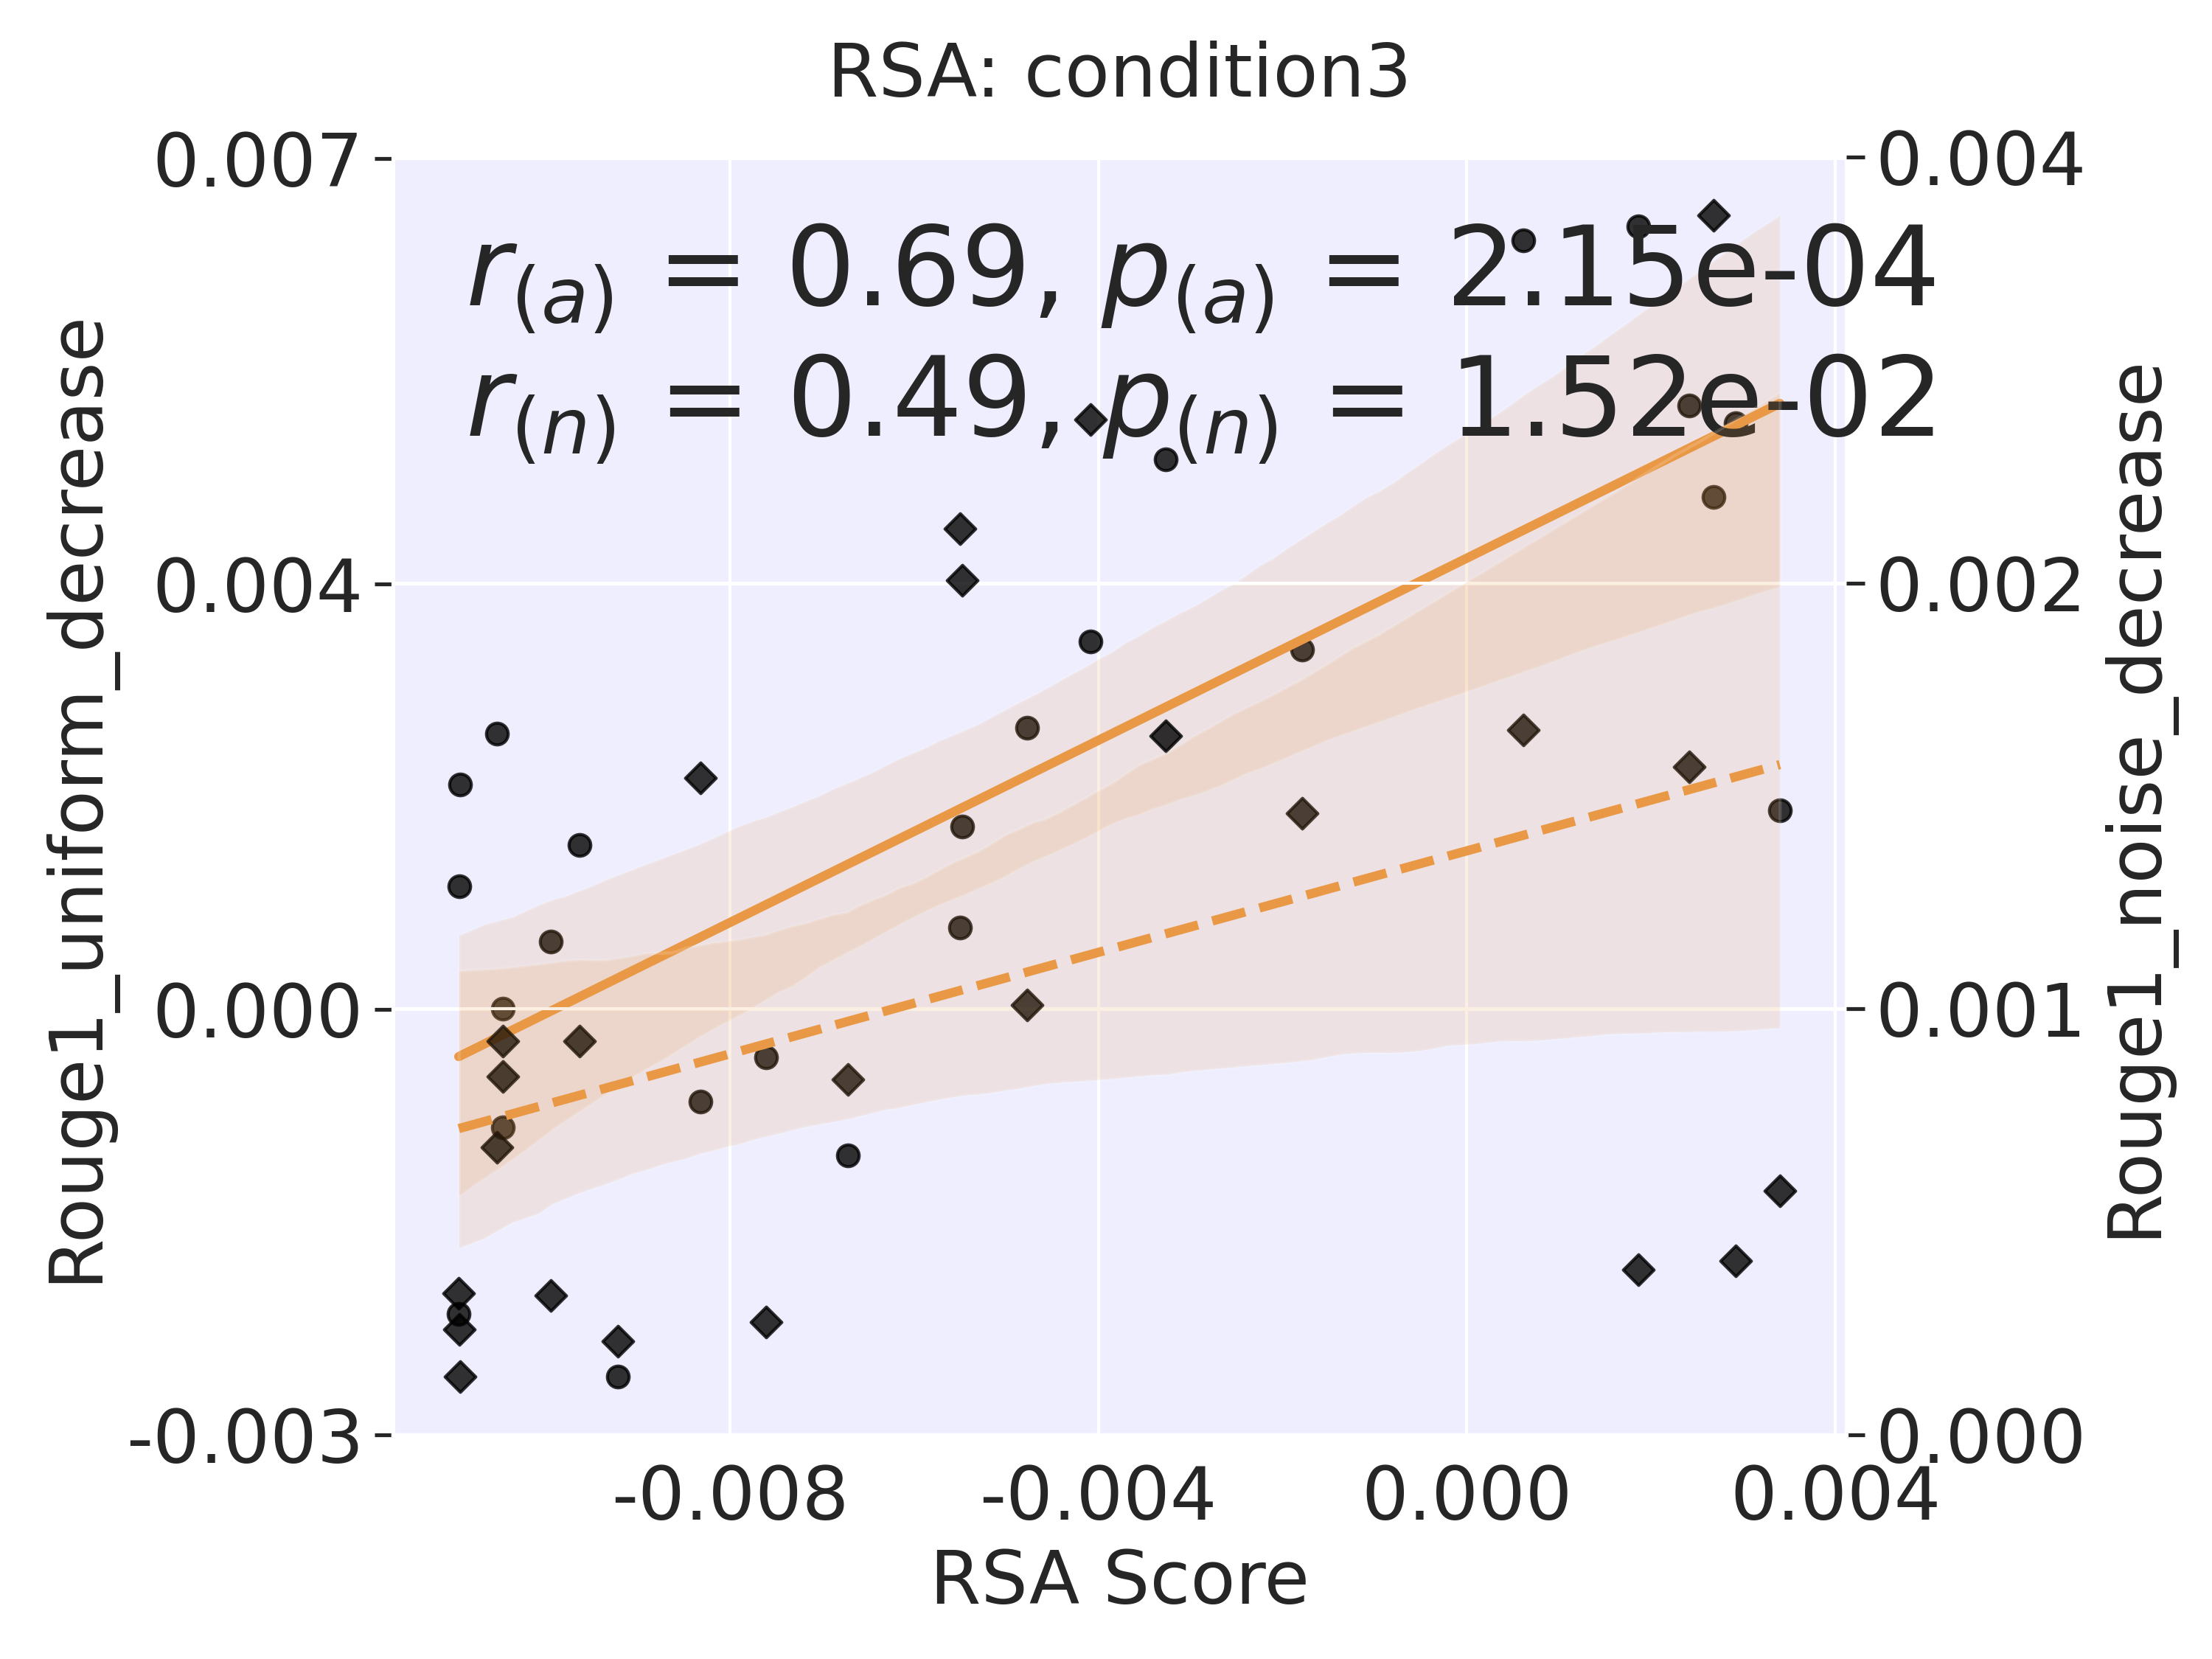 RSA: condition3
0.007
0.004
0.000
-0.003
Rouge1_uniform_decrease
r(a) = 0.69, p(a) = 2.15e-04
r(n) = 0.49, p(n) = 1.52e-02
0.004
0.002
0.001
0.000
Rouge1_noise_decrease
-0.008 -0.004 0.000 0.004
RSA Score